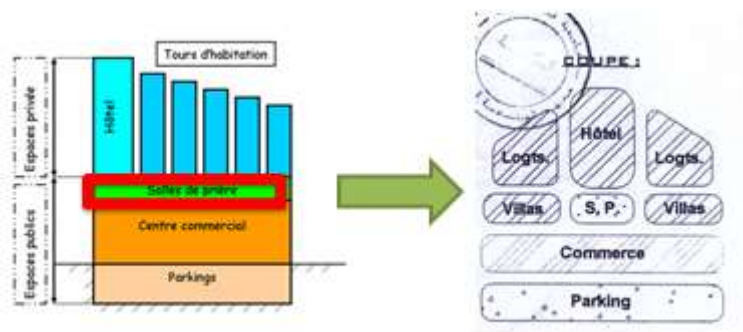 Tours d'habitation
Espaces privée
Hôtel
Salles de prière
Centre commercial
Espaces publics
Parkings
COUPE :
Hôtel
Logts.
Logts.
Villas
S. P.
Villas
Commerce
Parking